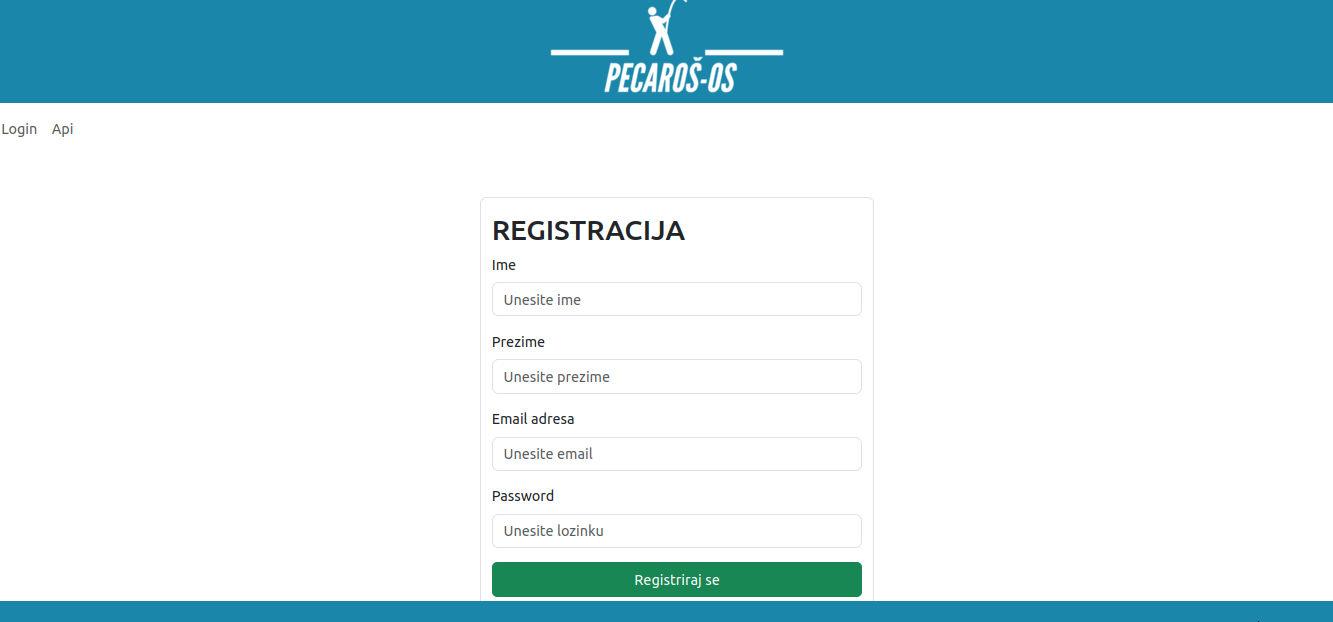 PECAROŠ-OS
Login Api
REGISTRACIJA
Ime
Unesite ime
Prezime
Unesite prezime
Email adresa
Unesite email
Password
Unesite lozinku
Registriraj se